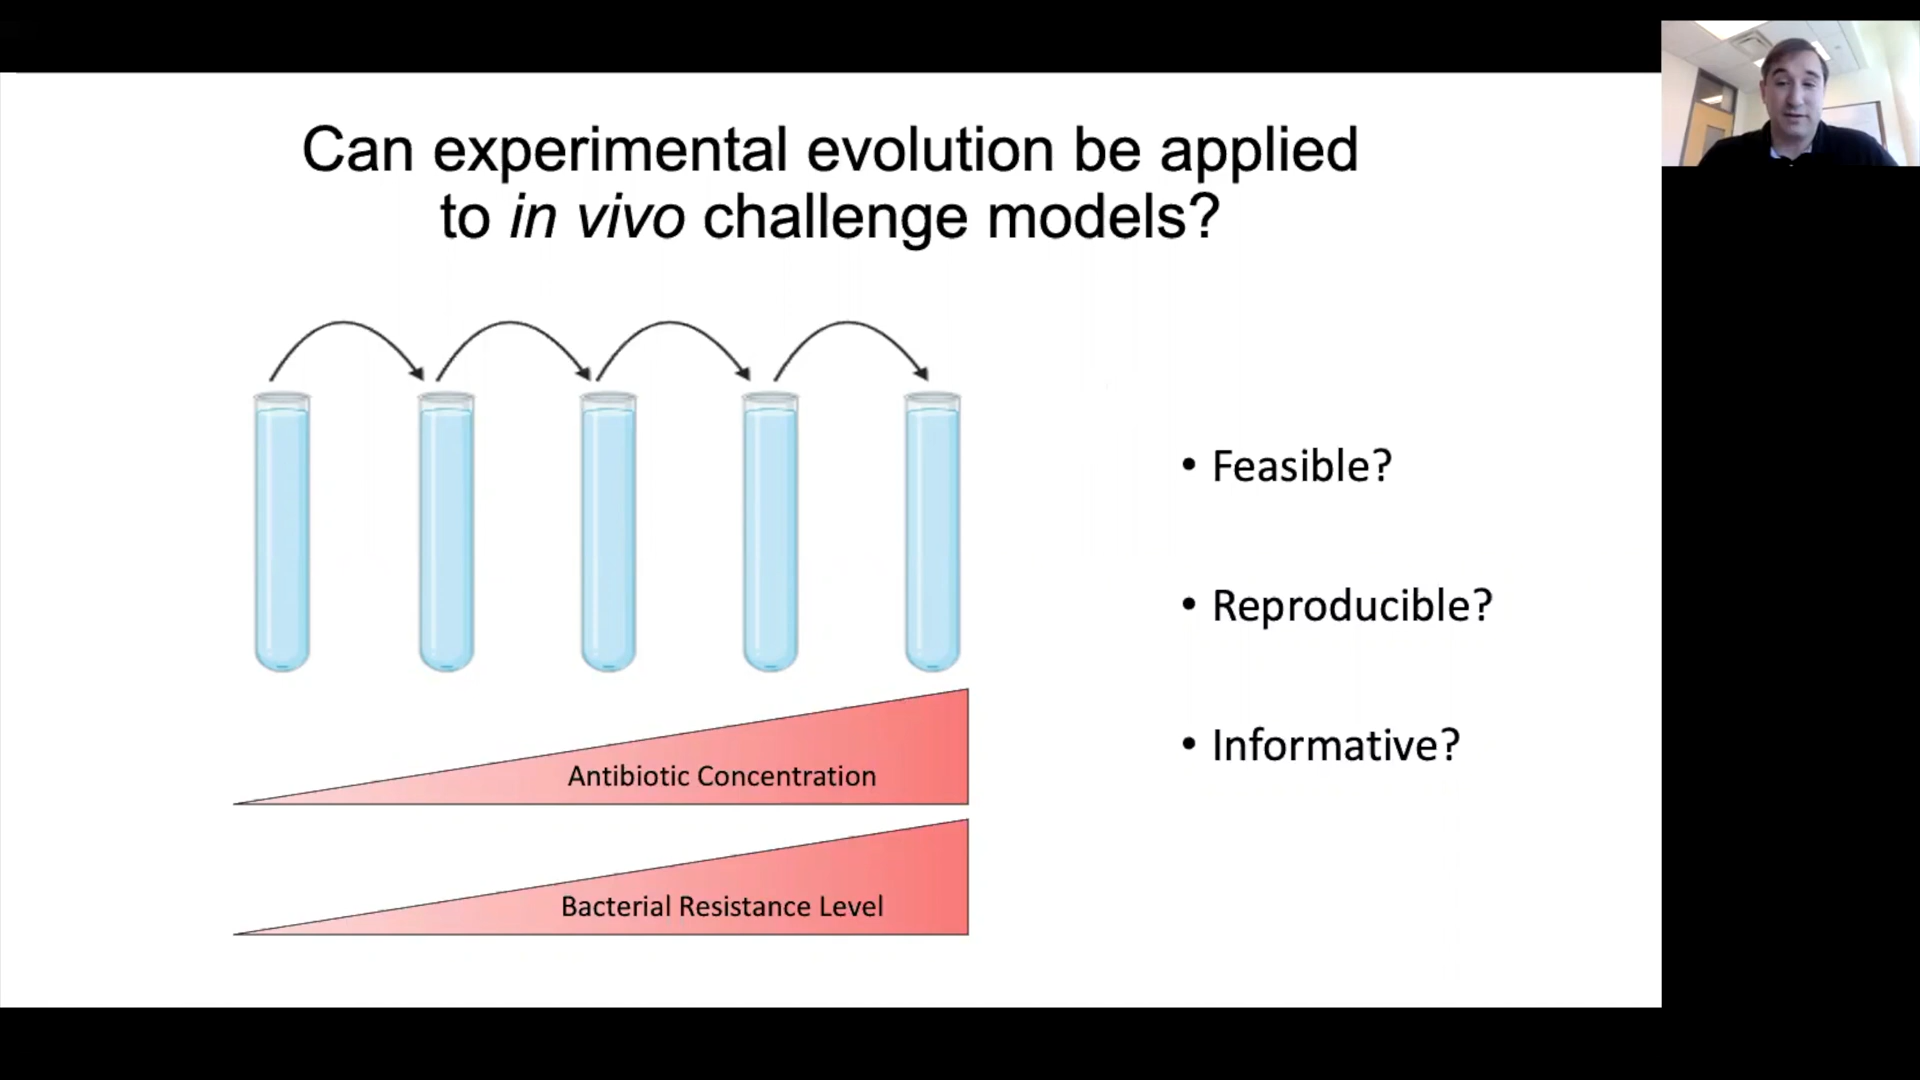 Can experimental evolution be applied
to in vivo challenge models?
• Feasible?
• Reproducible?
• Informative?
Antibiotic Concentration
Bacterial Resistance Level